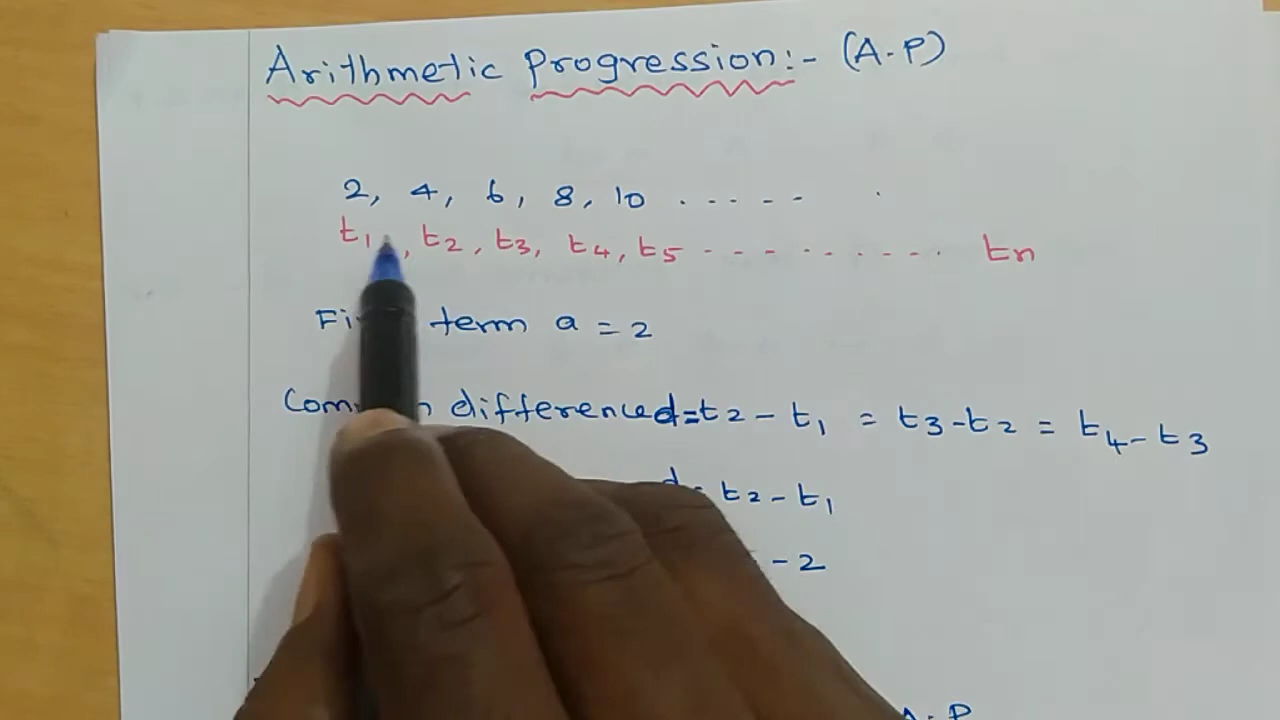 Arithmetic Progression:- (A.P)
2, 4, 6, 8, 10 .....
t1, t2, t3, t4, t5 .......... tn
term a = 2
difference d = t2 - t1 = t3 - t2 = t4 - t3
d = t2 - t1
- 2
A.P